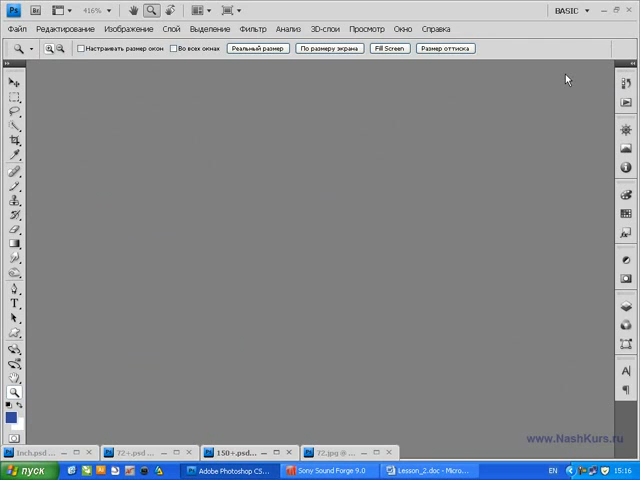 Ps Br 416% BASIC
Файл Редактирование Изображение Слой Выделение Фильтр Анализ 3D-слои Просмотр Окно Справка
Настраивать размер окон Во всех окнах Реальный размер По размеру экрана Fill Screen Размер оттиска
T
A
www.NashKurs.ru
Inch.psd ... 72+.psd ... 150+.psd... 72.jpg @ ...
пуск Adobe Photoshop CS... Sony Sound Forge 9.0 Lesson_2.doc - Micro... EN 15:16